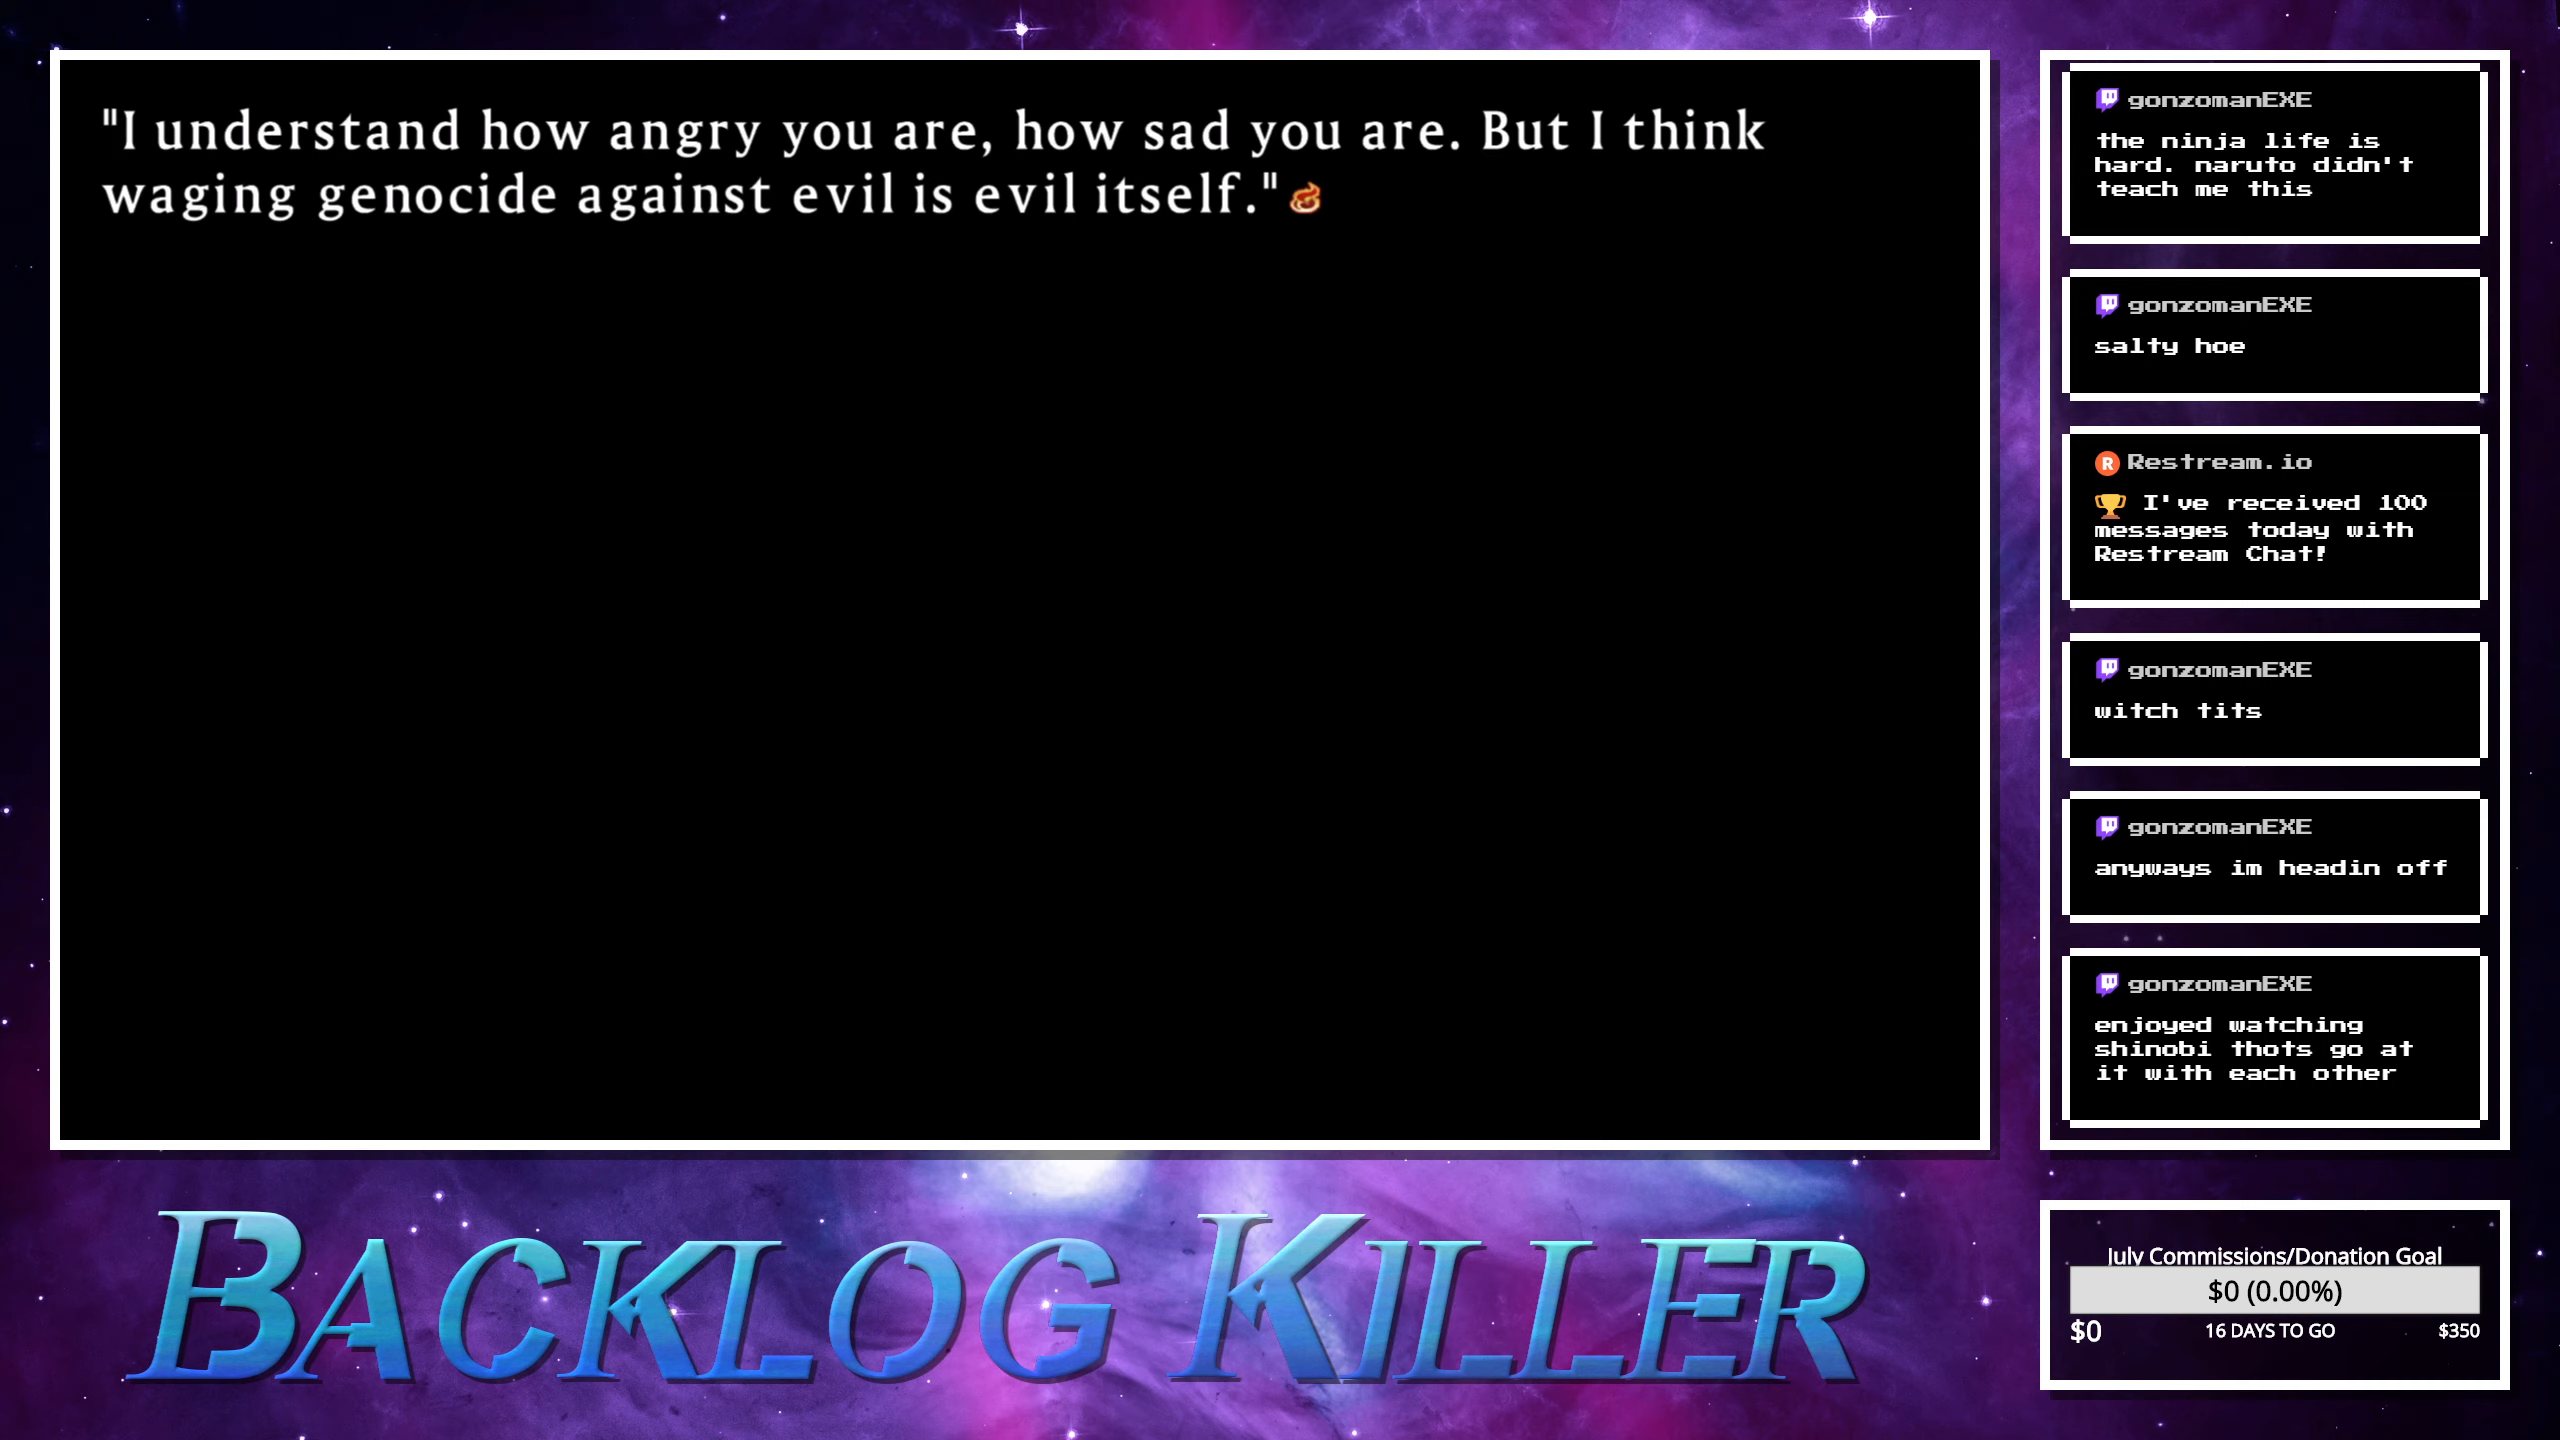 "I understand how angry you are, how sad you are. But I think
waging genocide against evil is evil itself."
gonzomanEXE
the ninja life is
hard. naruto didn't
teach me this
gonzomanEXE
salty hoe
Restream.io
I've received 100
messages today with
Restream Chat!
gonzomanEXE
witch tits
gonzomanEXE
anyways im headin off
gonzomanEXE
enjoyed watching
shinobi thots go at
it with each other
BACKLOG KILLER
July Commissions/Donation Goal
$0 (0.00%)
$0 16 DAYS TO GO $350